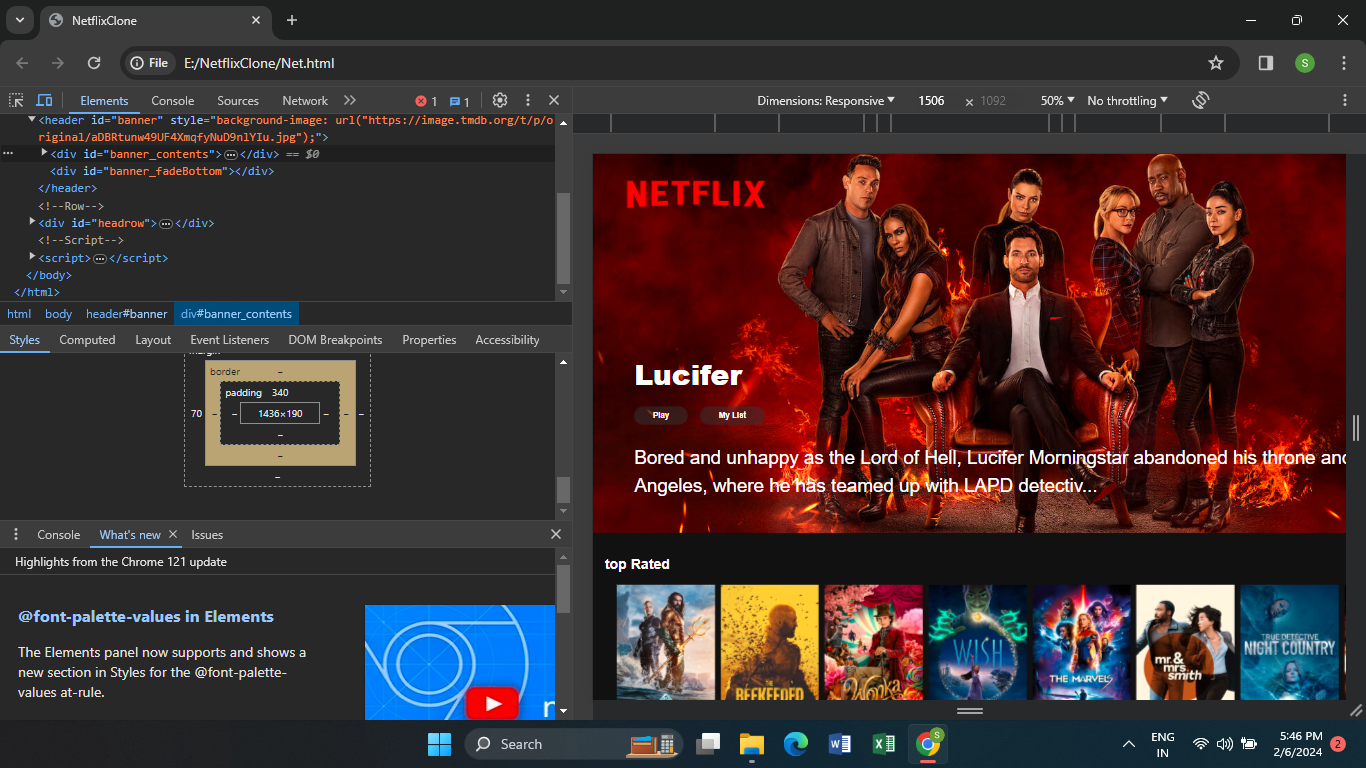 NetflixClone
File
E:/NetflixClone/Net.html
S
Elements Console Sources Network 1 1
<header id="banner" style="background-image: url("https://image.tmdb.org/t/p/o
riginal/aDBRtunw49UF4XmqfyNuD9nlYIu.jpg");">
<div id="banner_contents"> </div> == $0
<div id="banner_fadeBottom"></div>
</header>
<!--Row-->
<div id="headrow"> </div>
<!--Script-->
<script> </script>
</body>
</html>
html body header#banner div#banner_contents
Styles Computed Layout Event Listeners DOM Breakpoints Properties Accessibility
margin
border –
padding 340
70 – – 1436×190 – – –
–
–
–
Console What's new Issues
Highlights from the Chrome 121 update
@font-palette-values in Elements
The Elements panel now supports and shows a
new section in Styles for the @font-palette-
values at-rule.
Dimensions: Responsive 1506 × 1092 50% No throttling
NETFLIX
Lucifer
Play My List
Bored and unhappy as the Lord of Hell, Lucifer Morningstar abandoned his throne and
Angeles, where he has teamed up with LAPD detectiv...
top Rated
THE
BEEKEEPER
Wonka
WISH
THE MARVELS
mr. &
mrs.
smith
TRUE DETECTIVE
NIGHT COUNTRY
Search
S
ENG
IN
5:46 PM
2/6/2024
2